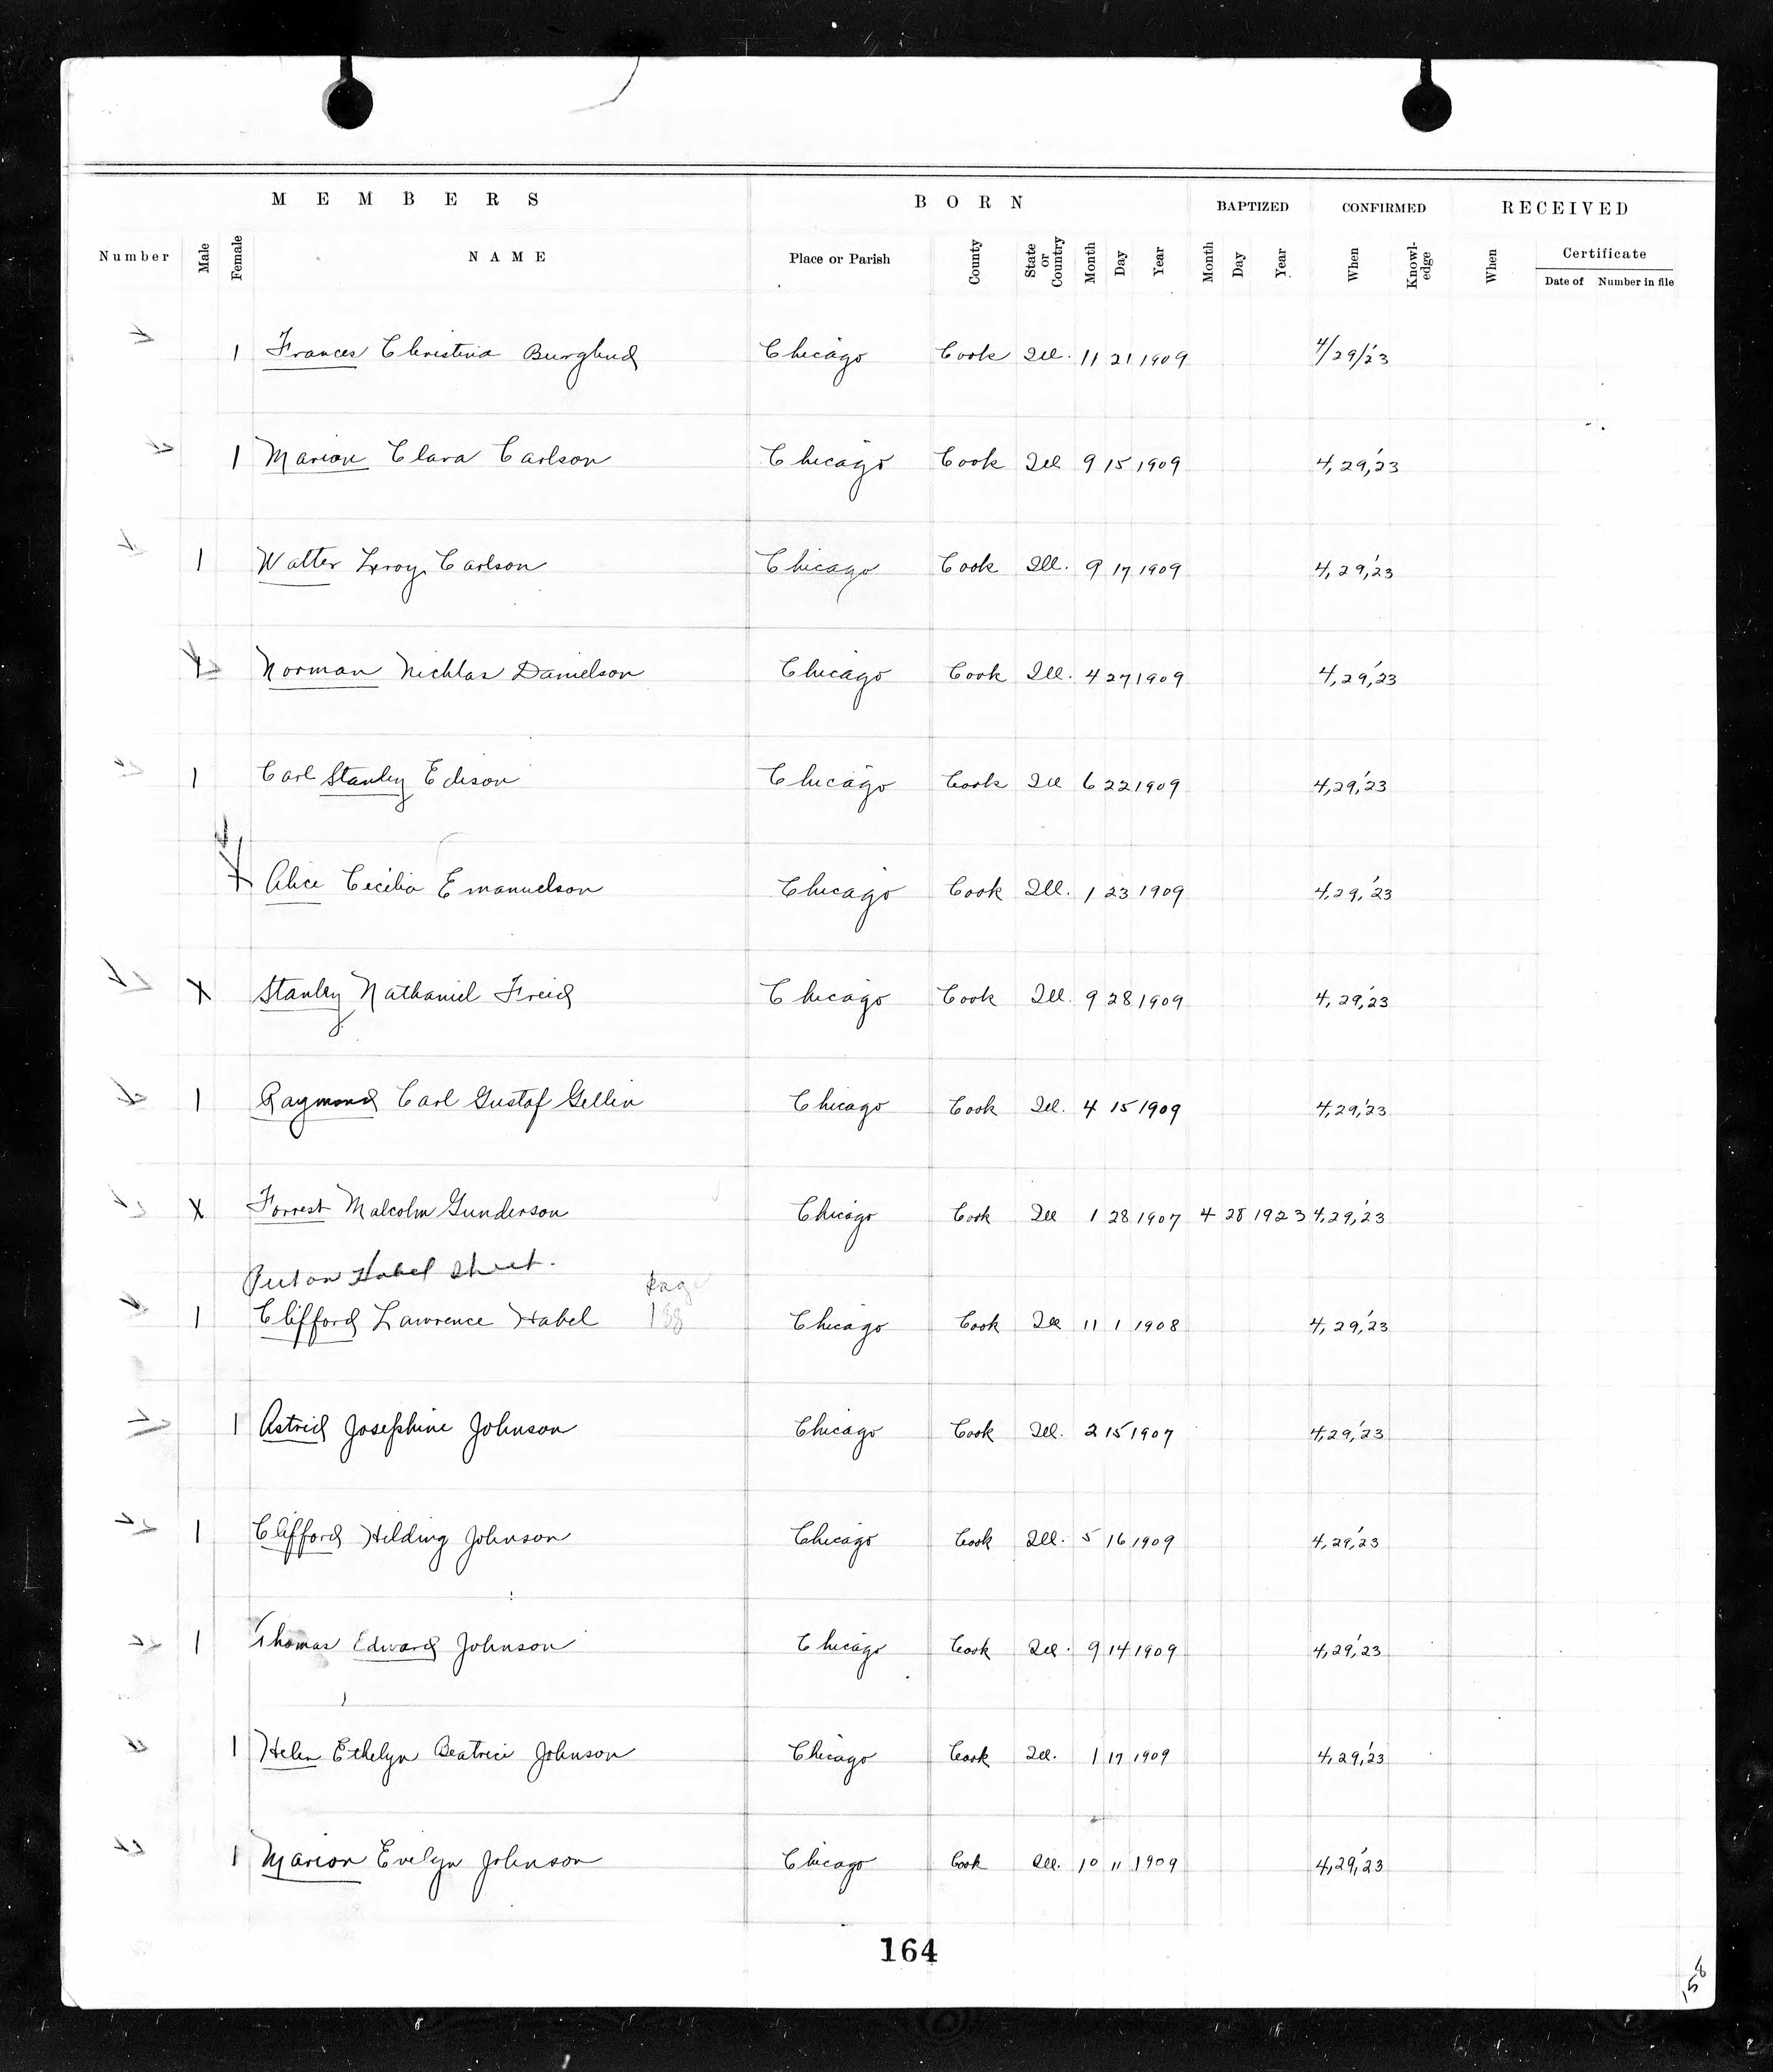 MEMBERS BORN BAPTIZED CONFIRMED RECEIVED
Number Male Female NAME Place or Parish County State or Country Month Day Year Month Day Year When Knowl-edge When Certificate
Date of Number in file
1 Frances Christina Burglund Chicago Cook Ill. 11 21 1909 4/29/'23
1 Marion Clara Carlson Chicago Cook Ill 9 15 1909 4,29,'23
1 Walter Leroy Carlson Chicago Cook Ill. 9 17 1909 4,29,'23
Norman Nichlas Danielson Chicago Cook Ill. 4 27 1909 4,29,'23
1 Carl Stanley Edison Chicago Cook Ill 6 22 1909 4,29,'23
Alice Cecilia Emanuelson Chicago Cook Ill. 1 23 1909 4,29,'23
X Stanley Nathaniel Freid Chicago Cook Ill. 9 28 1909 4,29,'23
1 Raymond Carl Gustaf Gellin Chicago Cook Ill. 4 15 1909 4,29,'23
X Forrest Malcolm Gunderson Chicago Cook Ill 1 28 1907 4 28 1923 4,29,'23
Put on Habel sheet. Page
1 Clifford Lawrence Habel 188 Chicago Cook Ill 11 1 1908 4,29,'23
1 Astrid Josephine Johnson Chicago Cook Ill. 2 15 1907 4,29,'23
1 Clifford Hilding Johnson Chicago Cook Ill. 5 16 1909 4,29,'23
1 Thomas Edward Johnson Chicago Cook Ill. 9 14 1909 4,29,'23
1 Helen Ethelyn Beatrice Johnson Chicago Cook Ill. 1 17 1909 4,29,'23
1 Marion Evelyn Johnson Chicago Cook Ill. 10 11 1909 4,29,'23
164
158